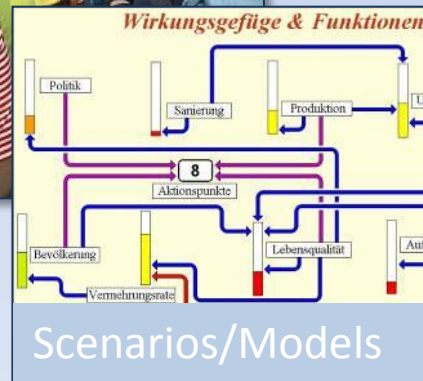 Wirkungsgefüge & Funktionen
Politik
Sanierung
Produktion
8
Aktionspunkte
Bevölkerung
Lebensqualität
Vermehrungsrate
Scenarios/Models